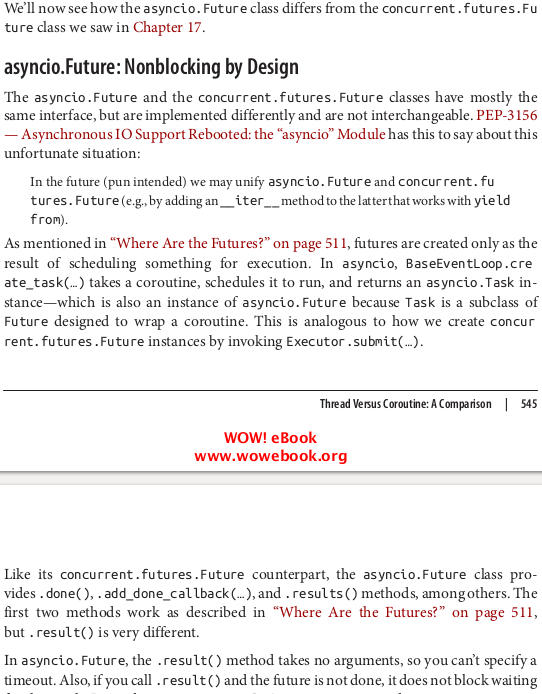 We’ll now see how the asyncio.Future class differs from the concurrent.futures.Fu
ture class we saw in Chapter 17.
asyncio.Future: Nonblocking by Design
The asyncio.Future and the concurrent.futures.Future classes have mostly the
same interface, but are implemented differently and are not interchangeable. PEP-3156
— Asynchronous IO Support Rebooted: the “asyncio” Module has this to say about this
unfortunate situation:
In the future (pun intended) we may unify asyncio.Future and concurrent.fu
tures.Future (e.g., by adding an __iter__ method to the latter that works with yield
from).
As mentioned in “Where Are the Futures?” on page 511, futures are created only as the
result of scheduling something for execution. In asyncio, BaseEventLoop.cre
ate_task(…) takes a coroutine, schedules it to run, and returns an asyncio.Task in‐
stance—which is also an instance of asyncio.Future because Task is a subclass of
Future designed to wrap a coroutine. This is analogous to how we create concur
rent.futures.Future instances by invoking Executor.submit(…).
Thread Versus Coroutine: A Comparison | 545
WOW! eBook
www.wowebook.org
Like its concurrent.futures.Future counterpart, the asyncio.Future class pro‐
vides .done(), .add_done_callback(…), and .results() methods, among others. The
first two methods work as described in “Where Are the Futures?” on page 511,
but .result() is very different.
In asyncio.Future, the .result() method takes no arguments, so you can’t specify a
timeout. Also, if you call .result() and the future is not done, it does not block waiting